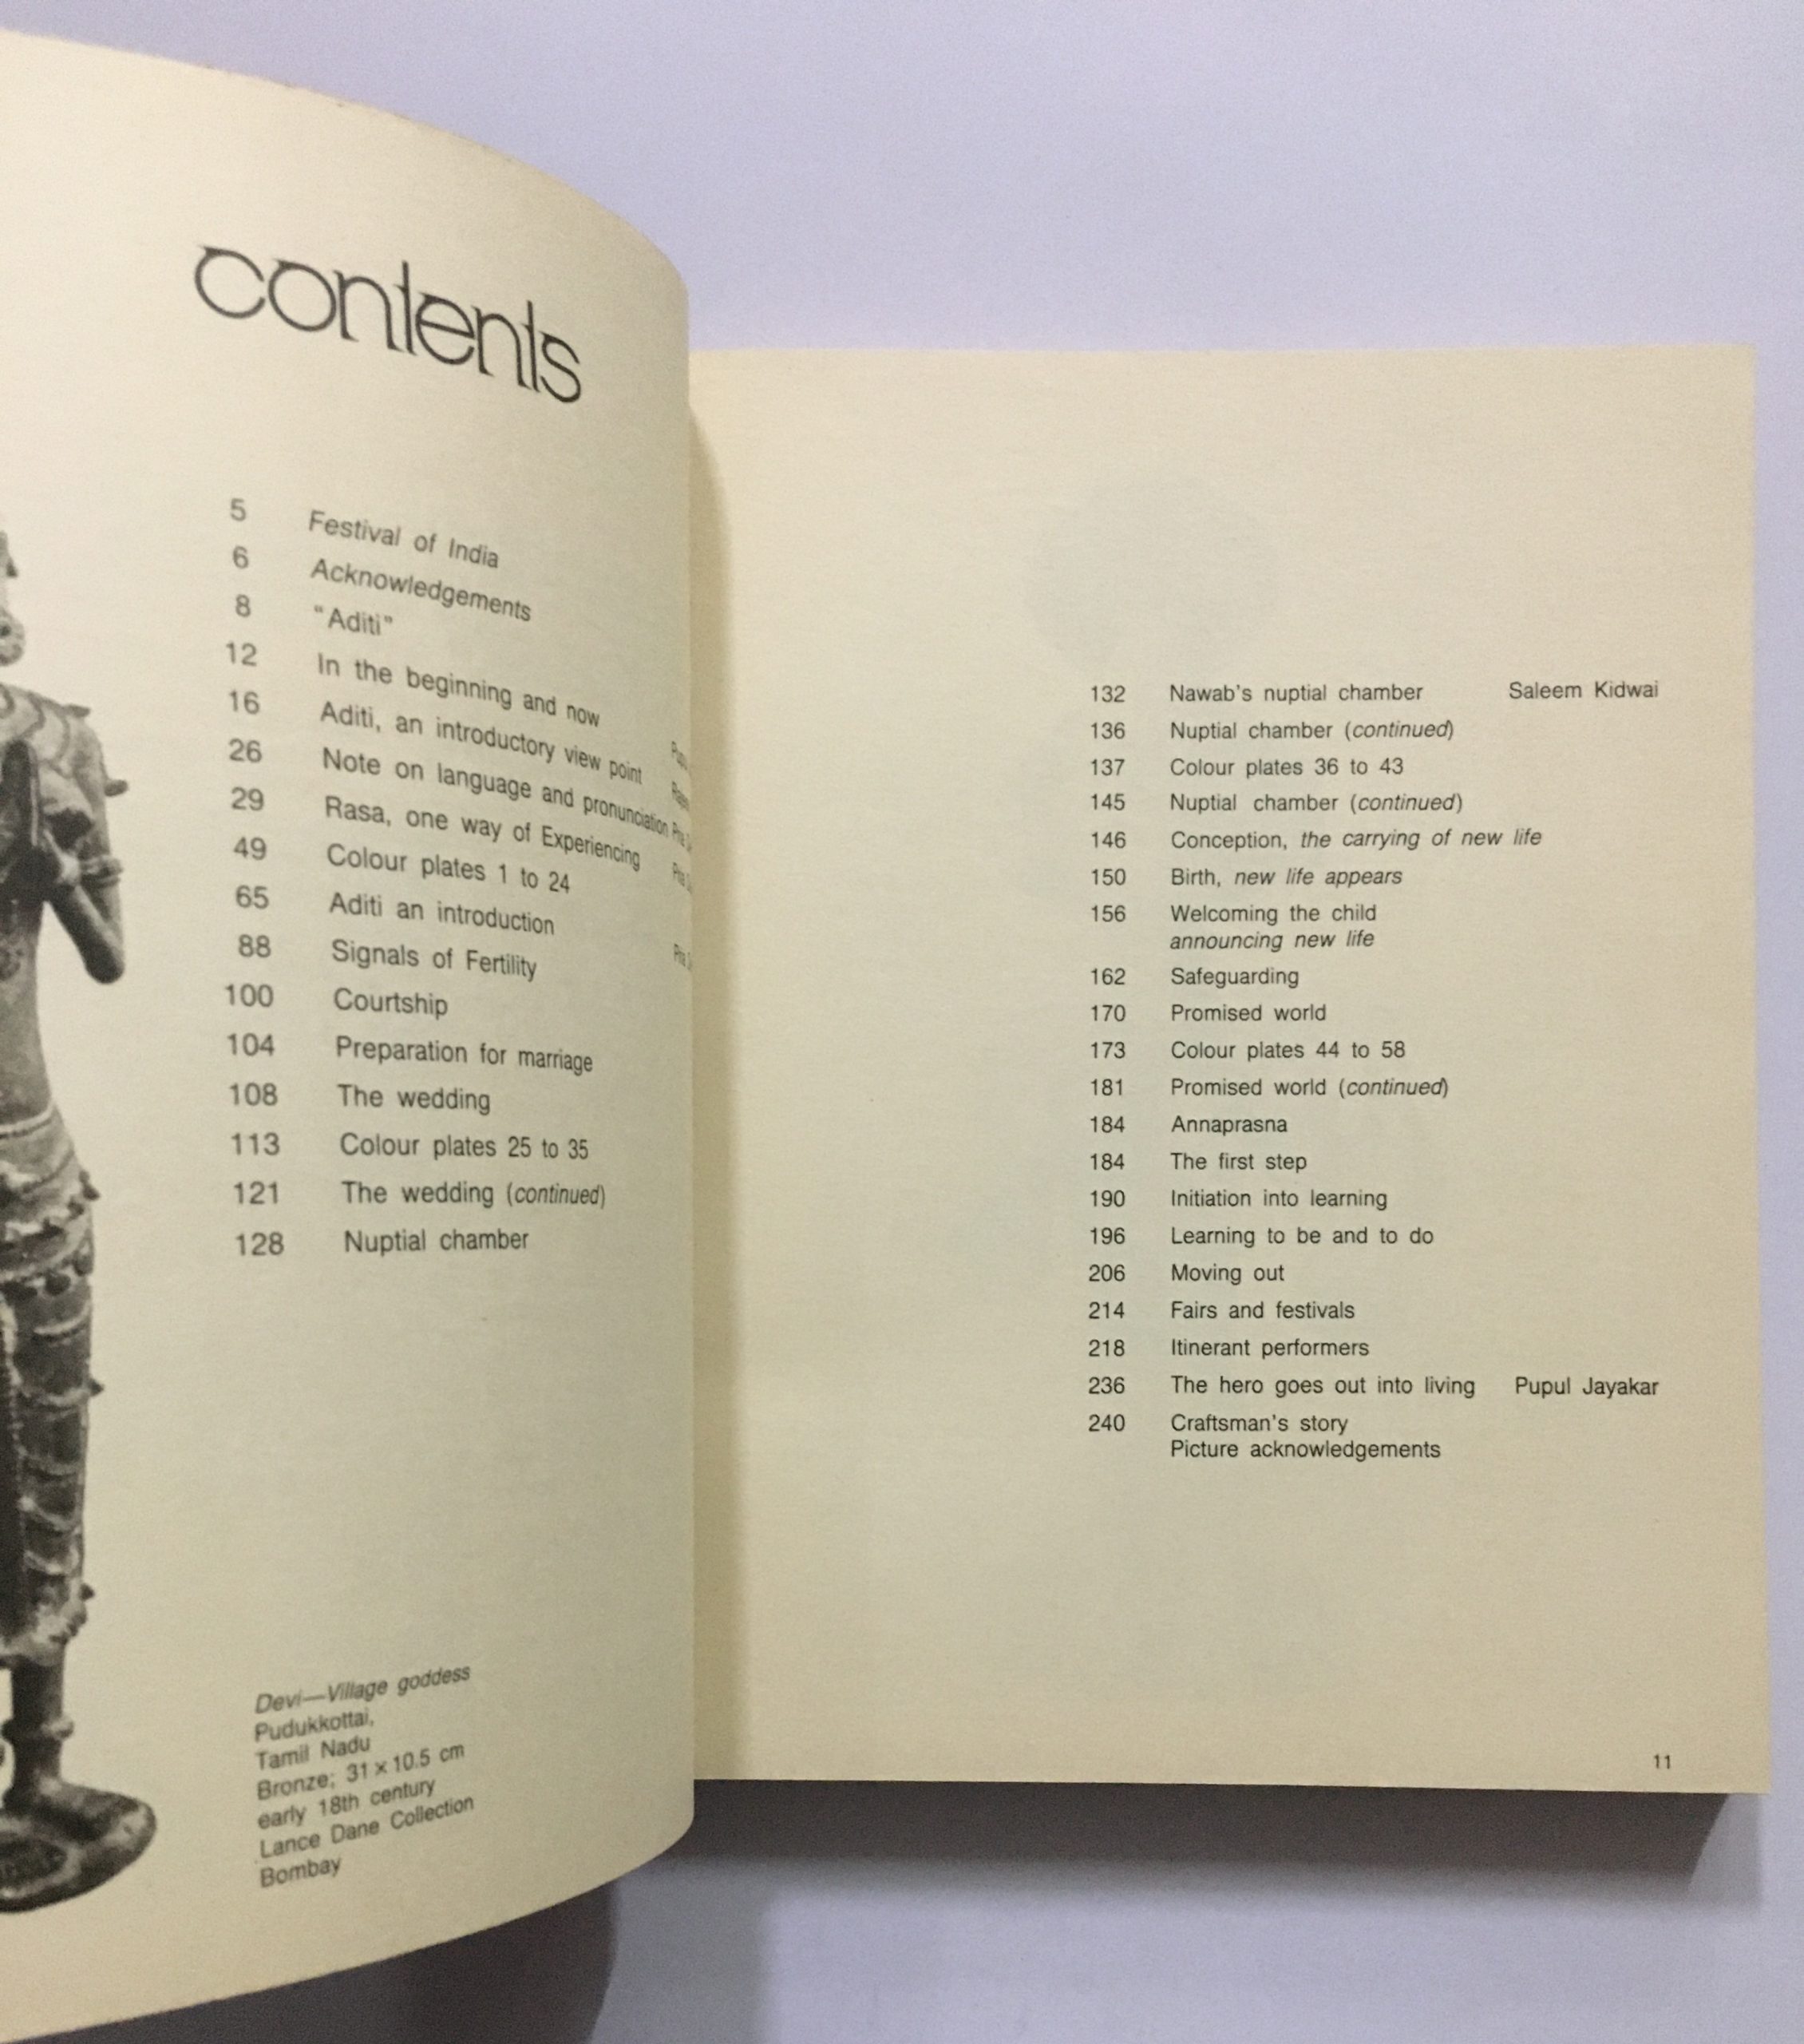 contents
5 Festival of India
6 Acknowledgements
8 "Aditi"
12 In the beginning and now
16 Aditi, an introductory view point
26 Note on language and pronunciation
29 Rasa, one way of Experiencing
49 Colour plates 1 to 24
65 Aditi an introduction
88 Signals of Fertility
100 Courtship
104 Preparation for marriage
108 The wedding
113 Colour plates 25 to 35
121 The wedding (continued)
128 Nuptial chamber
Devi—Village goddess
Pudukkottai,
Tamil Nadu
Bronze; 31 × 10.5 cm
early 18th century
Lance Dane Collection
Bombay
132 Nawab's nuptial chamber Saleem Kidwai
136 Nuptial chamber (continued)
137 Colour plates 36 to 43
145 Nuptial chamber (continued)
146 Conception, the carrying of new life
150 Birth, new life appears
156 Welcoming the child
announcing new life
162 Safeguarding
170 Promised world
173 Colour plates 44 to 58
181 Promised world (continued)
184 Annaprasna
184 The first step
190 Initiation into learning
196 Learning to be and to do
206 Moving out
214 Fairs and festivals
218 Itinerant performers
236 The hero goes out into living Pupul Jayakar
240 Craftsman's story
Picture acknowledgements
11